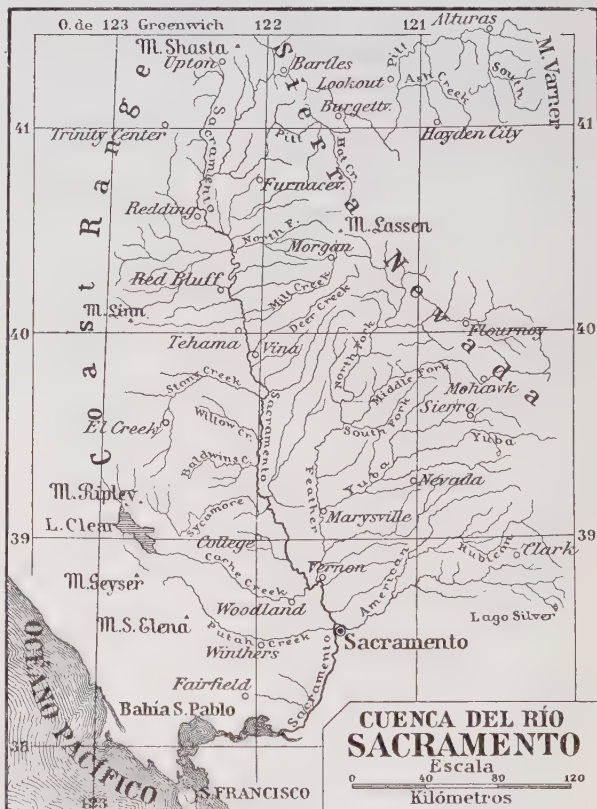 O. de 123 Greenwich 122 121 Alturas
M. Shasta
Upton
Bartles
Pitt
Lookout
Ash Creek
South
M. Varner
Burgettv.
41 41
Trinity Center
Pitt
Hat Cr.
Hayden City
Sacramento
Furnacev.
Redding
Coast Range
Sierra Nevada
North F.
M. Lassen
Morgan
Red Bluff
Mill Creek
M. Linn
Deer Creek
40 40
Tehama
Vina
North Fork
Flournoy
Middle Fork
Mohawk
Stony Creek
Sacramento
South Fork
Sierra
Willow Cr.
El Creek
Yuba
Baldwins C.
Feather
Yuba
Nevada
M. Ripley
L. Clear
Sycamore
Marysville
39 39
College
Rubican
Clark
Cache Creek
Vernon
American
M. Geyser
Woodland
Lago Silver
M. S. Elena
Putah Creek
Sacramento
Winthers
Fairfield
Sacramento
Bahía S. Pablo
OCÉANO PACÍFICO
38
S. FRANCISCO
123
CUENCA DEL RÍO
SACRAMENTO
Escala
0 40 80 120
Kilómetros